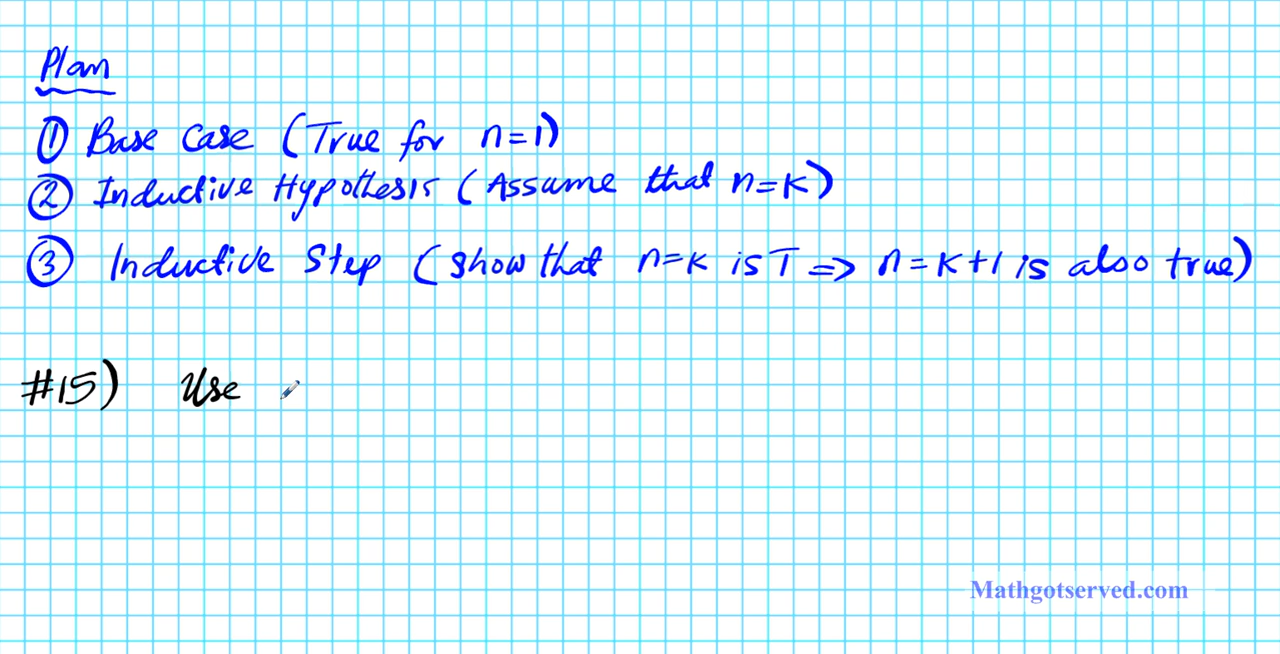 Plan
① Base Case (True for n=1)
② Inductive Hypothesis (Assume that n=K)
③ Inductive Step (Show that n=K is T => n=K+1 is also true)
#15) Use
Mathgotserved.com